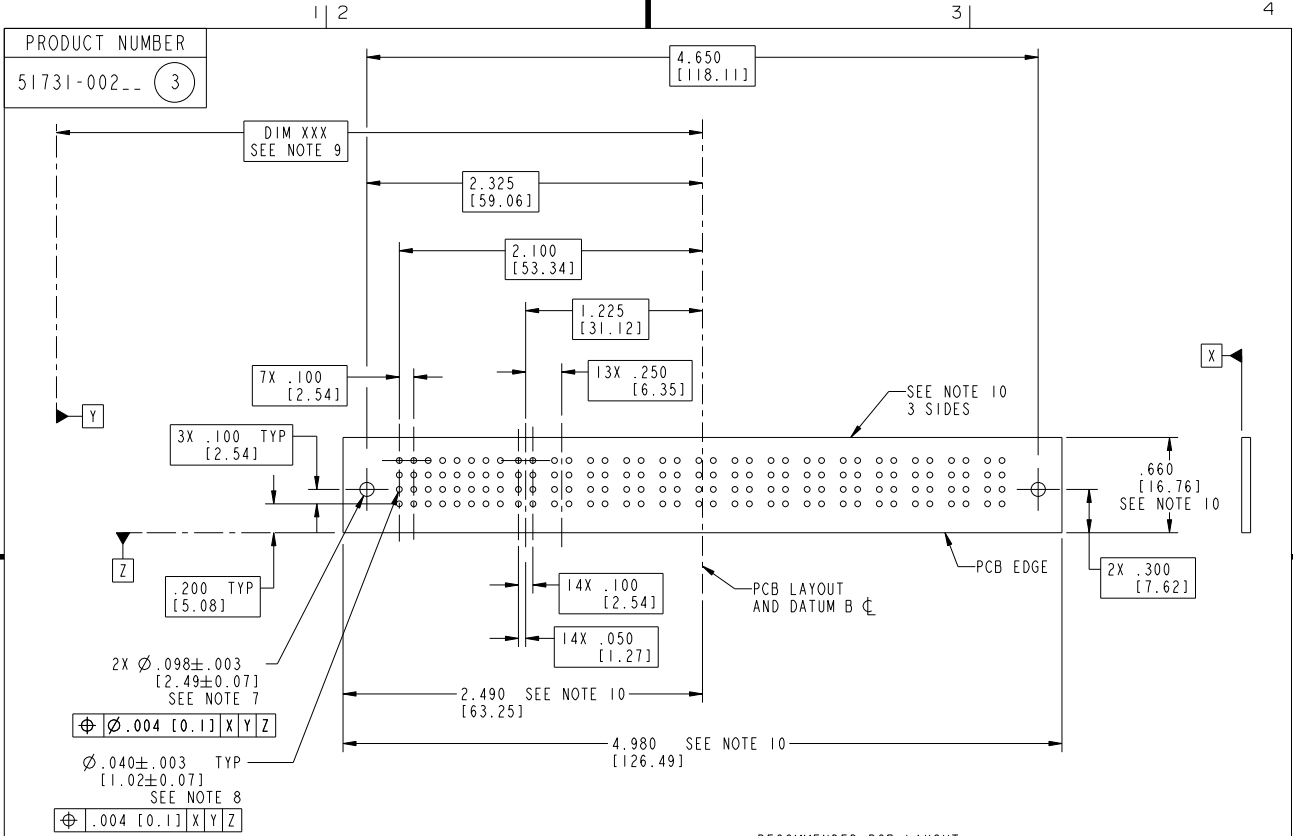 1 2 3 4
PRODUCT NUMBER
51731-002__ 3
4.650
[118.11]
DIM XXX
SEE NOTE 9
2.325
[59.06]
2.100
[53.34]
1.225
[31.12]
7X .100
[2.54]
13X .250
[6.35]
X
SEE NOTE 10
3 SIDES
Y
3X .100 TYP
[2.54]
.660
[16.76]
SEE NOTE 10
Z
.200 TYP
[5.08]
14X .100
[2.54]
PCB LAYOUT
AND DATUM B ℄
PCB EDGE
2X .300
[7.62]
14X .050
[1.27]
2X Ø.098±.003
[2.49±0.07]
SEE NOTE 7
⌖ Ø.004 [0.1] X Y Z
2.490 SEE NOTE 10
[63.25]
4.980 SEE NOTE 10
[126.49]
Ø.040±.003 TYP
[1.02±0.07]
SEE NOTE 8
⌖ .004 [0.1] X Y Z
RECOMMENDED PCB LAYOUT